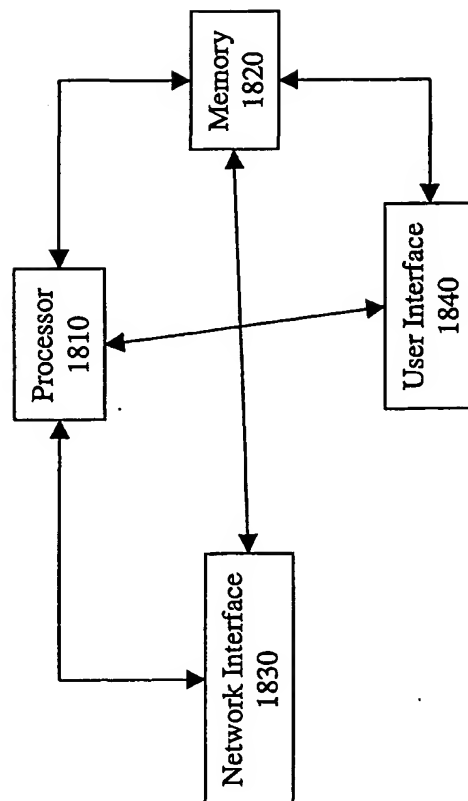 Processor
1810
Memory
1820
Network Interface
1830
User Interface
1840